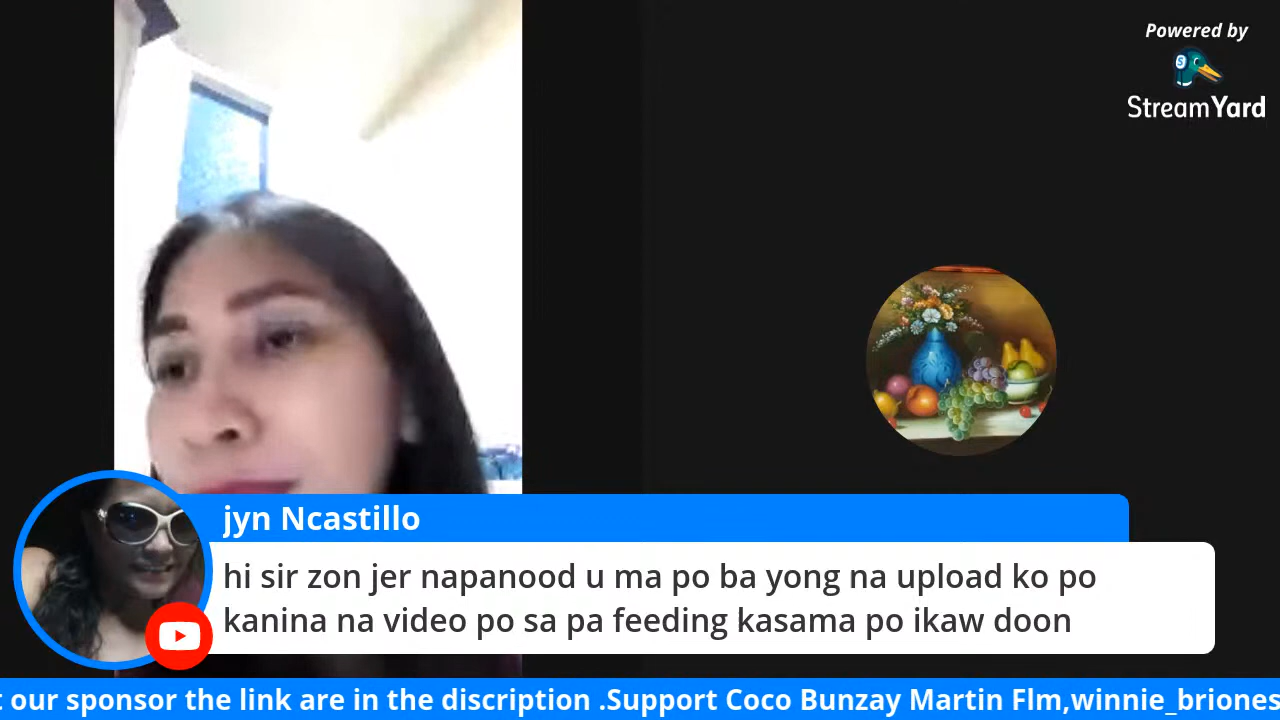 Powered by
StreamYard
jyn Ncastillo
hi sir zon jer napanood u ma po ba yong na upload ko po
kanina na video po sa pa feeding kasama po ikaw doon
our sponsor the link are in the discription .Support Coco Bunzay Martin Flm,winnie_briones